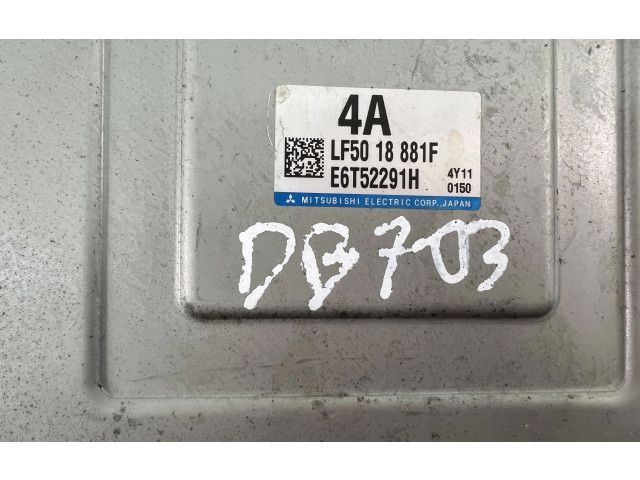 4A
LF50 18 881F
E6T52291H
4Y11
0150
MITSUBISHI ELECTRIC CORP., JAPAN
DB703